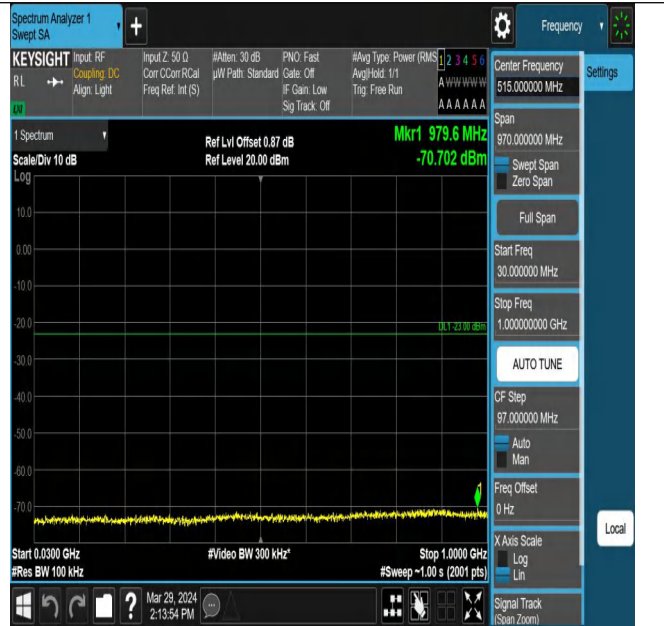 Spectrum Analyzer 1
Swept SA
Frequency
KEYSIGHT
RL
LXI
Input: RF
Coupling: DC
Align: Light
Input Z: 50 Ω
Corr CCorr RCal
Freq Ref: Int (S)
#Atten: 30 dB
µW Path: Standard
PNO: Fast
Gate: Off
IF Gain: Low
Sig Track: Off
#Avg Type: Power (RMS
Avg|Hold: 1/1
Trig: Free Run
1 2 3 4 5 6
A W W W W W
A A A A A A
1 Spectrum
Scale/Div 10 dB
Ref Lvl Offset 0.87 dB
Ref Level 20.00 dBm
Mkr1 979.6 MHz
-70.702 dBm
Log
10.0
0.00
-10.0
-20.0
DL1 -23.00 dBm
-30.0
-40.0
-50.0
-60.0
-70.0
1
Start 0.0300 GHz
#Res BW 100 kHz
#Video BW 300 kHz*
Stop 1.0000 GHz
#Sweep ~1.00 s (2001 pts)
Center Frequency
515.000000 MHz
Settings
Span
970.000000 MHz
Swept Span
Zero Span
Full Span
Start Freq
30.000000 MHz
Stop Freq
1.000000000 GHz
AUTO TUNE
CF Step
97.000000 MHz
Auto
Man
Freq Offset
0 Hz
X Axis Scale
Log
Lin
Local
Signal Track
(Span Zoom)
?
Mar 29, 2024
2:13:54 PM